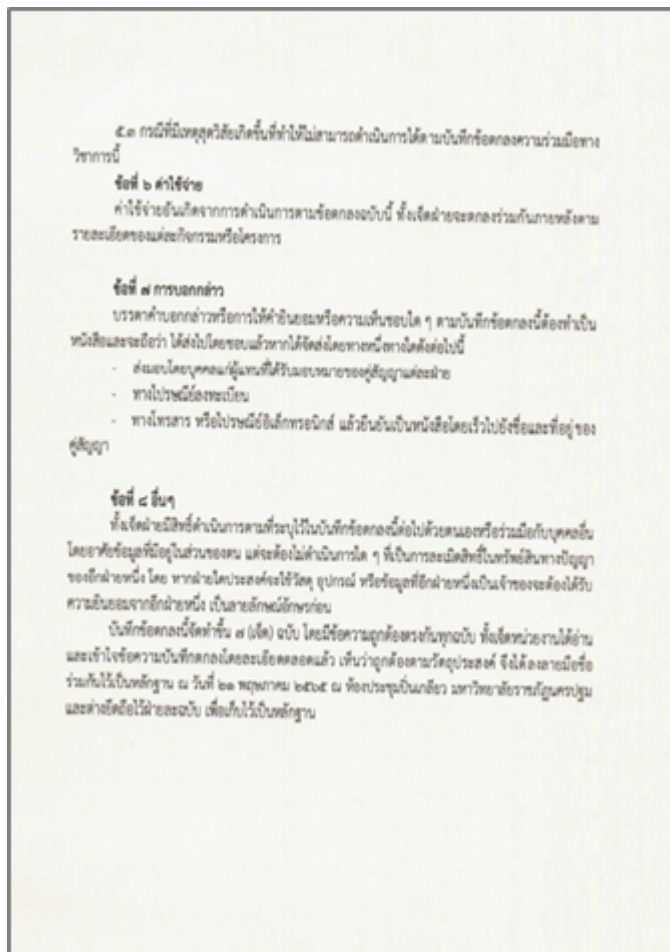 ๕.๓ กรณีที่มีเหตุสุดวิสัยเกิดขึ้นที่ทำให้ไม่สามารถดำเนินการได้ตามบันทึกข้อตกลงความร่วมมือทาง
วิชาการนี้
ข้อที่ ๖ ค่าใช้จ่าย
ค่าใช้จ่ายอันเกิดจากการดำเนินการตามข้อตกลงฉบับนี้ ทั้งเจ็ดฝ่ายจะตกลงร่วมกันภายหลังตาม
รายละเอียดของแต่ละกิจกรรมหรือโครงการ
ข้อที่ ๗ การบอกกล่าว
บรรดาคำบอกกล่าวหรือการให้คำยินยอมหรือความเห็นชอบใด ๆ ตามบันทึกข้อตกลงนี้ต้องทำเป็น
หนังสือและจะถือว่า ได้ส่งไปโดยชอบแล้วหากได้จัดส่งโดยทางหนึ่งทางใดดังต่อไปนี้
- ส่งมอบโดยบุคคลแก่ผู้แทนที่ได้รับมอบหมายของคู่สัญญาแต่ละฝ่าย
- ทางไปรษณีย์ลงทะเบียน
- ทางโทรสาร หรือไปรษณีย์อิเล็กทรอนิกส์ แล้วยืนยันเป็นหนังสือโดยเร็วไปยังชื่อและที่อยู่ ของ
คู่สัญญา
ข้อที่ ๘ อื่นๆ
ทั้งเจ็ดฝ่ายมีสิทธิ์ดำเนินการตามที่ระบุไว้ในบันทึกข้อตกลงนี้ต่อไปด้วยตนเองหรือร่วมมือกับบุคคลอื่น
โดยอาศัยข้อมูลที่มีอยู่ในส่วนของตน แต่จะต้องไม่ดำเนินการใด ๆ ที่เป็นการละเมิดสิทธิ์ในทรัพย์สินทางปัญญา
ของอีกฝ่ายหนึ่ง โดย หากฝ่ายใดประสงค์จะใช้วัสดุ อุปกรณ์ หรือข้อมูลที่อีกฝ่ายหนึ่งเป็นเจ้าของจะต้องได้รับ
ความยินยอมจากอีกฝ่ายหนึ่ง เป็นลายลักษณ์อักษรก่อน
บันทึกข้อตกลงนี้จัดทำขึ้น ๗ (เจ็ด) ฉบับ โดยมีข้อความถูกต้องตรงกันทุกฉบับ ทั้งเจ็ดหน่วยงานได้อ่าน
และเข้าใจข้อความบันทึกตกลงโดยละเอียดตลอดแล้ว เห็นว่าถูกต้องตามวัตถุประสงค์ จึงได้ลงลายมือชื่อ
ร่วมกันไว้เป็นหลักฐาน ณ วันที่ ๒๑ พฤษภาคม ๒๕๖๕ ณ ห้องประชุมปิ่นเกลียว มหาวิทยาลัยราชภัฏนครปฐม
และต่างยึดถือไว้ฝ่ายละฉบับ เพื่อเก็บไว้เป็นหลักฐาน